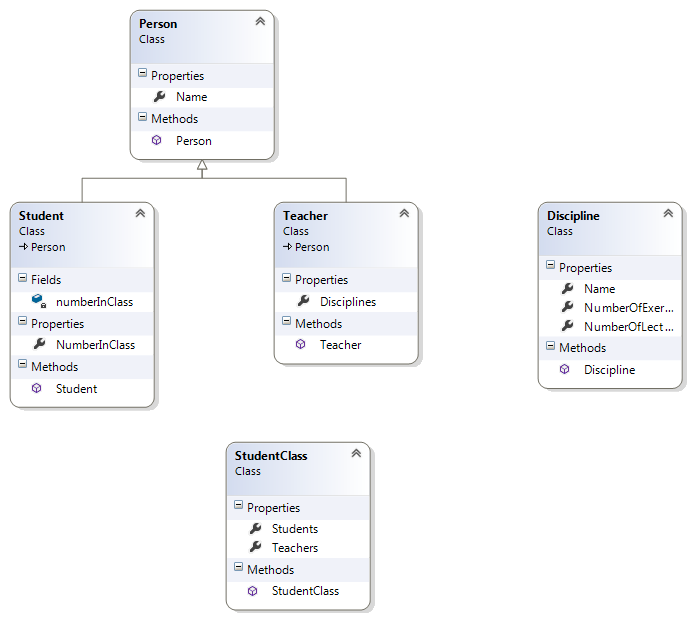 Person
Class
Properties
Name
Methods
Person
Student
Class
Person
Fields
numberInClass
Properties
NumberInClass
Methods
Student
Teacher
Class
Person
Properties
Disciplines
Methods
Teacher
Discipline
Class
Properties
Name
NumberOfExer...
NumberOfLect...
Methods
Discipline
StudentClass
Class
Properties
Students
Teachers
Methods
StudentClass